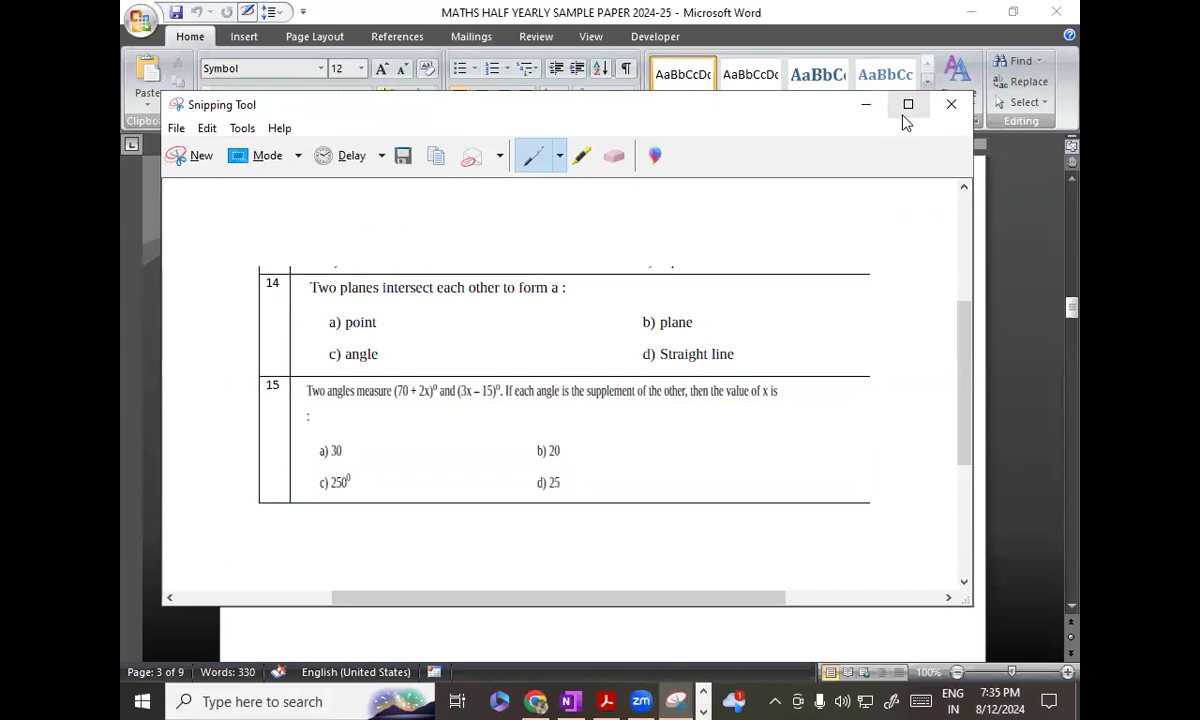 MATHS HALF YEARLY SAMPLE PAPER 2024-25 - Microsoft Word
Home Insert Page Layout References Mailings Review View Developer
Symbol 12 AaBbCcDc AaBbCcDc AaBbCc AaBbCc Find
Paste Replace
Select
Editing
Snipping Tool
File Edit Tools Help
New Mode Delay
14 Two planes intersect each other to form a :
a) point b) plane
c) angle d) Straight line
15 Two angles measure (70 + 2x)⁰ and (3x – 15)⁰. If each angle is the supplement of the other, then the value of x is
:
a) 30 b) 20
c) 250⁰ d) 25
Page: 3 of 9 Words: 330 English (United States) 100%
Type here to search ENG 7:35 PM
IN 8/12/2024